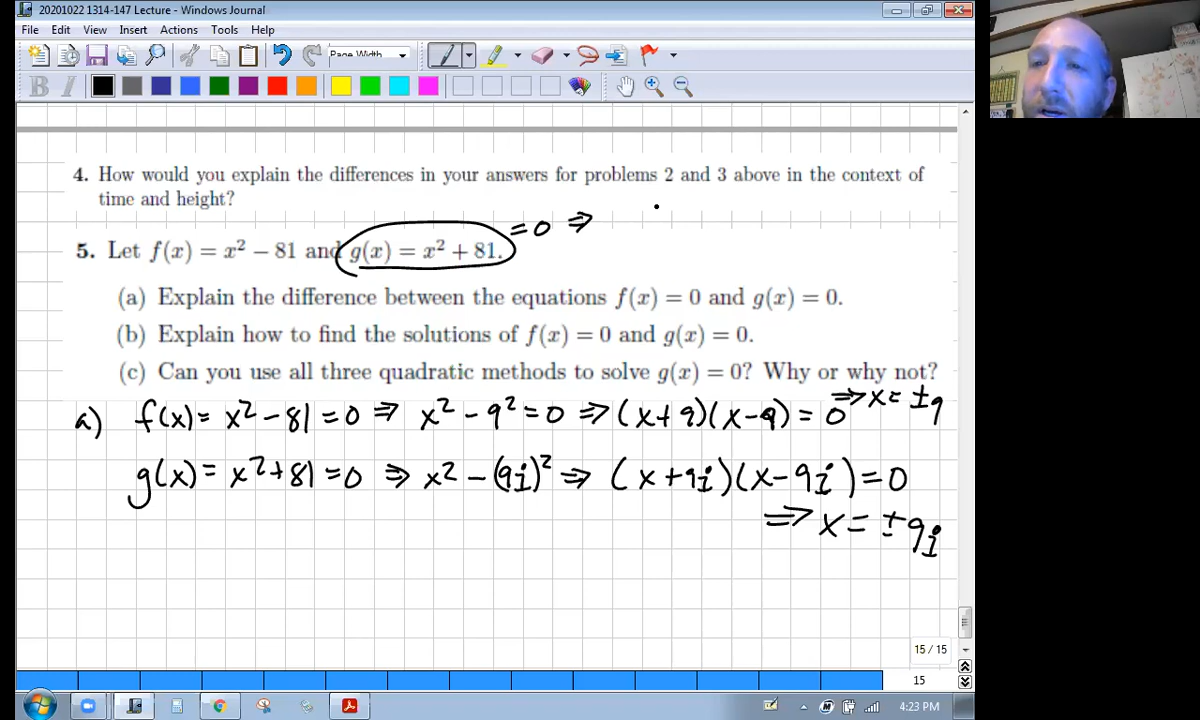 20201022 1314-147 Lecture - Windows Journal
File Edit View Insert Actions Tools Help
Page Width
B I
4. How would you explain the differences in your answers for problems 2 and 3 above in the context of
time and height?
= 0 ⇒
5. Let f(x) = x² − 81 and g(x) = x² + 81.
(a) Explain the difference between the equations f(x) = 0 and g(x) = 0.
(b) Explain how to find the solutions of f(x) = 0 and g(x) = 0.
(c) Can you use all three quadratic methods to solve g(x) = 0? Why or why not?
a) f(x) = x² − 81 = 0 ⇒ x² − 9² = 0 ⇒ (x+9)(x−9) = 0 ⇒ x = ±9
g(x) = x² + 81 = 0 ⇒ x² − (9i)² ⇒ (x+9i)(x−9i) = 0
⇒ x = ±9i
15 / 15
15
4:23 PM